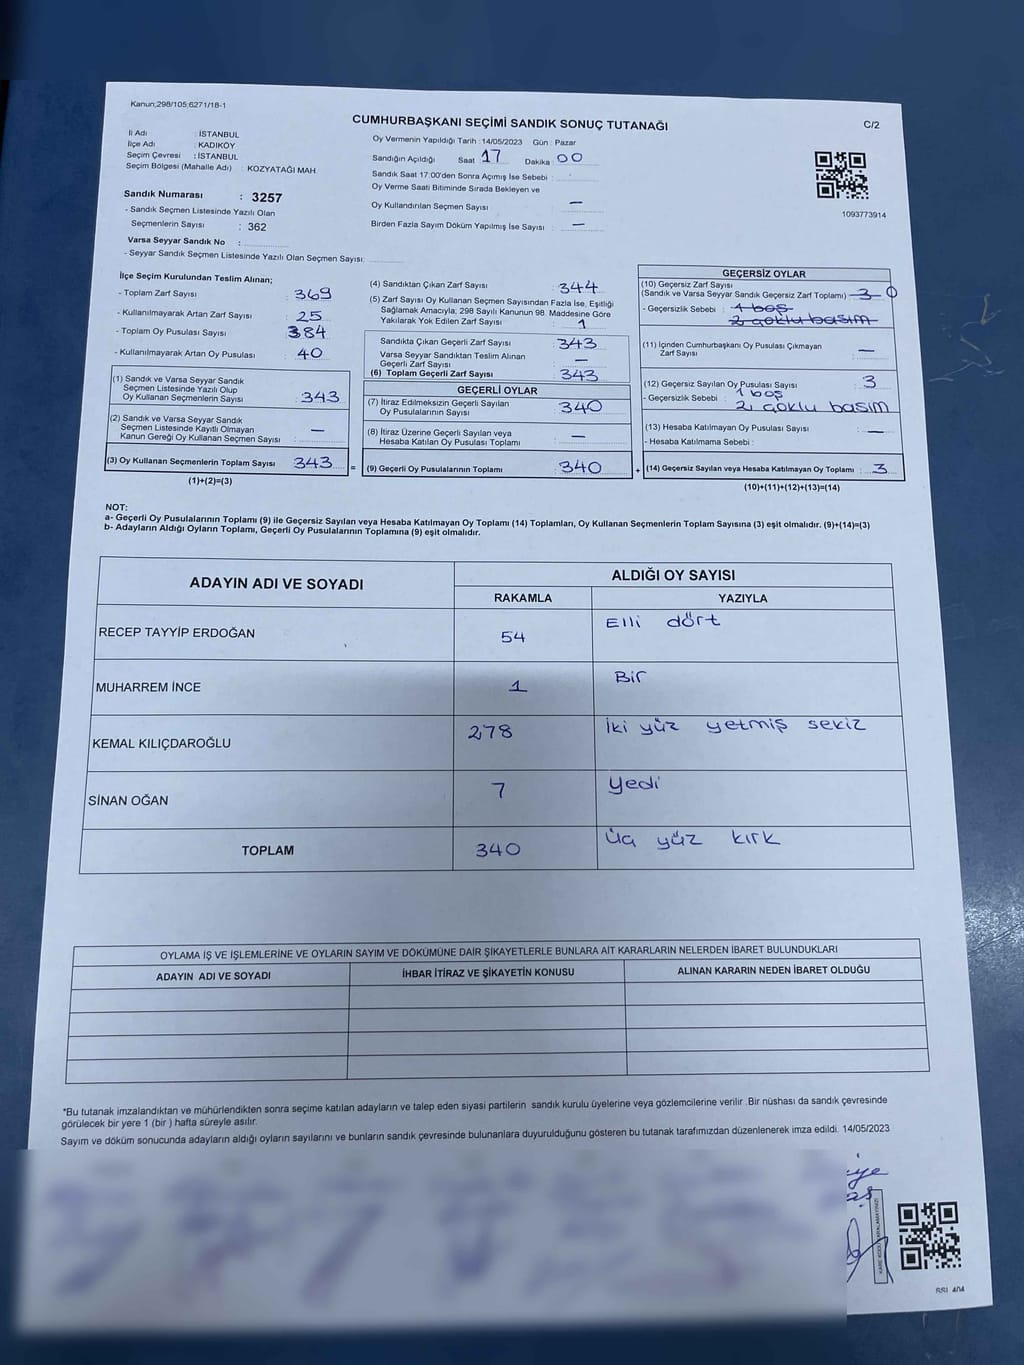 Kanun;298/105;6271/18-1
CUMHURBAŞKANI SEÇİMİ SANDIK SONUÇ TUTANAĞI
C/2
İl Adı : İSTANBUL
İlçe Adı : KADIKÖY
Seçim Çevresi : İSTANBUL
Seçim Bölgesi (Mahalle Adı) : KOZYATAĞI MAH.
Sandık Numarası : 3257
- Sandık Seçmen Listesinde Yazılı Olan
Seçmenlerin Sayısı : 362
Varsa Seyyar Sandık No :
- Seyyar Sandık Seçmen Listesinde Yazılı Olan Seçmen Sayısı:
Oy Vermenin Yapıldığı Tarih : 14/05/2023 Gün : Pazar
Sandığın Açıldığı Saat 17 Dakika 00
Sandık Saat 17:00'den Sonra Açımış İse Sebebi :
Oy Verme Saati Bitiminde Sırada Bekleyen ve
Oy Kullandırılan Seçmen Sayısı : —
Birden Fazla Sayım Döküm Yapılmış İse Sayısı : —
1093773914
İlçe Seçim Kurulundan Teslim Alınan;
- Toplam Zarf Sayısı : 369
- Kullanılmayarak Artan Zarf Sayısı : 25
- Toplam Oy Pusulası Sayısı : 384
- Kullanılmayarak Artan Oy Pusulası : 40
(1) Sandık ve Varsa Seyyar Sandık
Seçmen Listesinde Yazılı Olup
Oy Kullanan Seçmenlerin Sayısı : 343
(2) Sandık ve Varsa Seyyar Sandık
Seçmen Listesinde Kayıtlı Olmayan
Kanun Gereği Oy Kullanan Seçmen Sayısı : —
(3) Oy Kullanan Seçmenlerin Toplam Sayısı 343 =
(1)+(2)=(3)
(4) Sandıktan Çıkan Zarf Sayısı : 344
(5) Zarf Sayısı Oy Kullanan Seçmen Sayısından Fazla İse, Eşitliği
Sağlamak Amacıyla; 298 Sayılı Kanunun 98. Maddesine Göre
Yakılarak Yok Edilen Zarf Sayısı : 1
Sandıkta Çıkan Geçerli Zarf Sayısı : 343
Varsa Seyyar Sandıktan Teslim Alınan
Geçerli Zarf Sayısı : —
(6) Toplam Geçerli Zarf Sayısı : 343
GEÇERLİ OYLAR
(7) İtiraz Edilmeksizin Geçerli Sayılan
Oy Pusulalarının Sayısı : 340
(8) İtiraz Üzerine Geçerli Sayılan veya
Hesaba Katılan Oy Pusulası Toplamı : —
(9) Geçerli Oy Pusulalarının Toplamı : 340 +
GEÇERSİZ OYLAR
(10) Geçersiz Zarf Sayısı
(Sandık ve Varsa Seyyar Sandık Geçersiz Zarf Toplamı) 3 0
- Geçersizlik Sebebi : 1 boş
2 çoklu basım
(11) İçinden Cumhurbaşkanı Oy Pusulası Çıkmayan
Zarf Sayısı : —
(12) Geçersiz Sayılan Oy Pusulası Sayısı : 3
- Geçersizlik Sebebi : 1 boş
2 çoklu basım
(13) Hesaba Katılmayan Oy Pusulası Sayısı : —
- Hesaba Katılmama Sebebi :
(14) Geçersiz Sayılan veya Hesaba Katılmayan Oy Toplamı : 3
(10)+(11)+(12)+(13)=(14)
NOT:
a- Geçerli Oy Pusulalarının Toplamı (9) ile Geçersiz Sayılan veya Hesaba Katılmayan Oy Toplamı (14) Toplamları, Oy Kullanan Seçmenlerin Toplam Sayısına (3) eşit olmalıdır. (9)+(14)=(3)
b- Adayların Aldığı Oyların Toplamı, Geçerli Oy Pusulalarının Toplamına (9) eşit olmalıdır.
ADAYIN ADI VE SOYADI ALDIĞI OY SAYISI
RAKAMLA YAZIYLA
RECEP TAYYİP ERDOĞAN 54 Elli dört
MUHARREM İNCE 1 Bir
KEMAL KILIÇDAROĞLU 278 İki yüz yetmiş sekiz
SİNAN OĞAN 7 Yedi
TOPLAM 340 Üç yüz kırk
OYLAMA İŞ VE İŞLEMLERİNE VE OYLARIN SAYIM VE DÖKÜMÜNE DAİR ŞİKAYETLERLE BUNLARA AİT KARARLARIN NELERDEN İBARET BULUNDUKLARI
ADAYIN ADI VE SOYADI İHBAR İTİRAZ VE ŞİKAYETİN KONUSU ALINAN KARARIN NEDEN İBARET OLDUĞU
*Bu tutanak imzalandıktan ve mühürlendikten sonra seçime katılan adayların ve talep eden siyasi partilerin sandık kurulu üyelerine veya gözlemcilerine verilir .Bir nüshası da sandık çevresinde
görülecek bir yere 1 (bir ) hafta süreyle asılır.
Sayım ve döküm sonucunda adayların aldığı oyların sayılarını ve bunların sandık çevresinde bulunanlara duyurulduğunu gösteren bu tutanak tarafımızdan düzenlenerek imza edildi. 14/05/2023